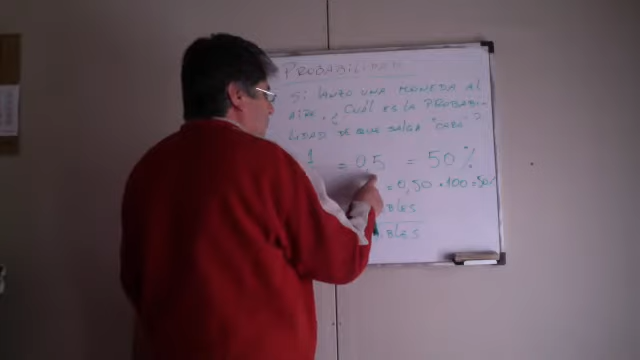 PROBABILIDAD
SI LANZO UNA MONEDA AL
AIRE, ¿CUÁL ES LA PROBABI-
LIDAD DE QUE SALGA "CARA"?
1 = 0,5 = 50%
= 0,50 × 100 = 50%
BLES
BLES